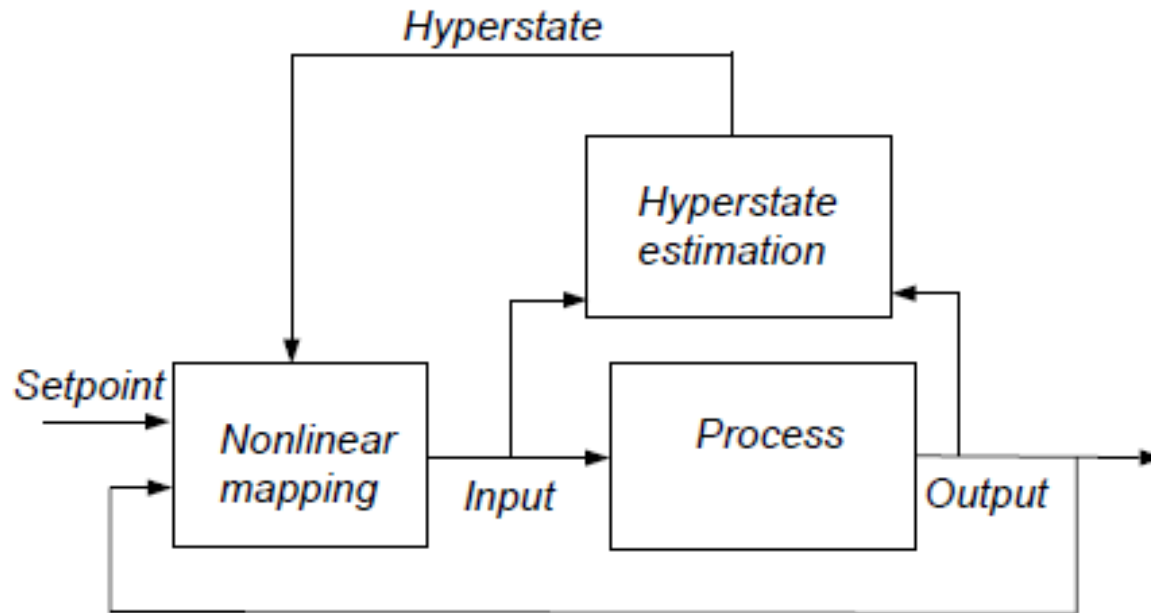 Hyperstate
Hyperstate
estimation
Setpoint
Nonlinear
mapping
Input
Process
Output